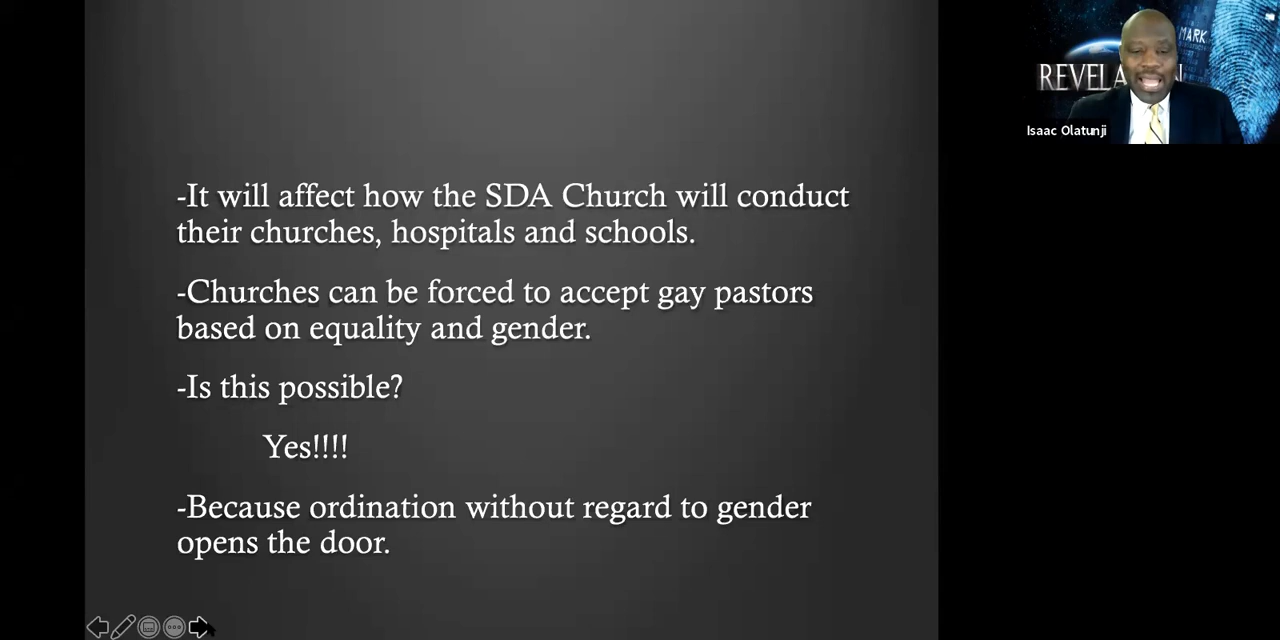 -It will affect how the SDA Church will conduct
their churches, hospitals and schools.
-Churches can be forced to accept gay pastors
based on equality and gender.
-Is this possible?
Yes!!!!
-Because ordination without regard to gender
opens the door.
MARK
Isaac Olatunji